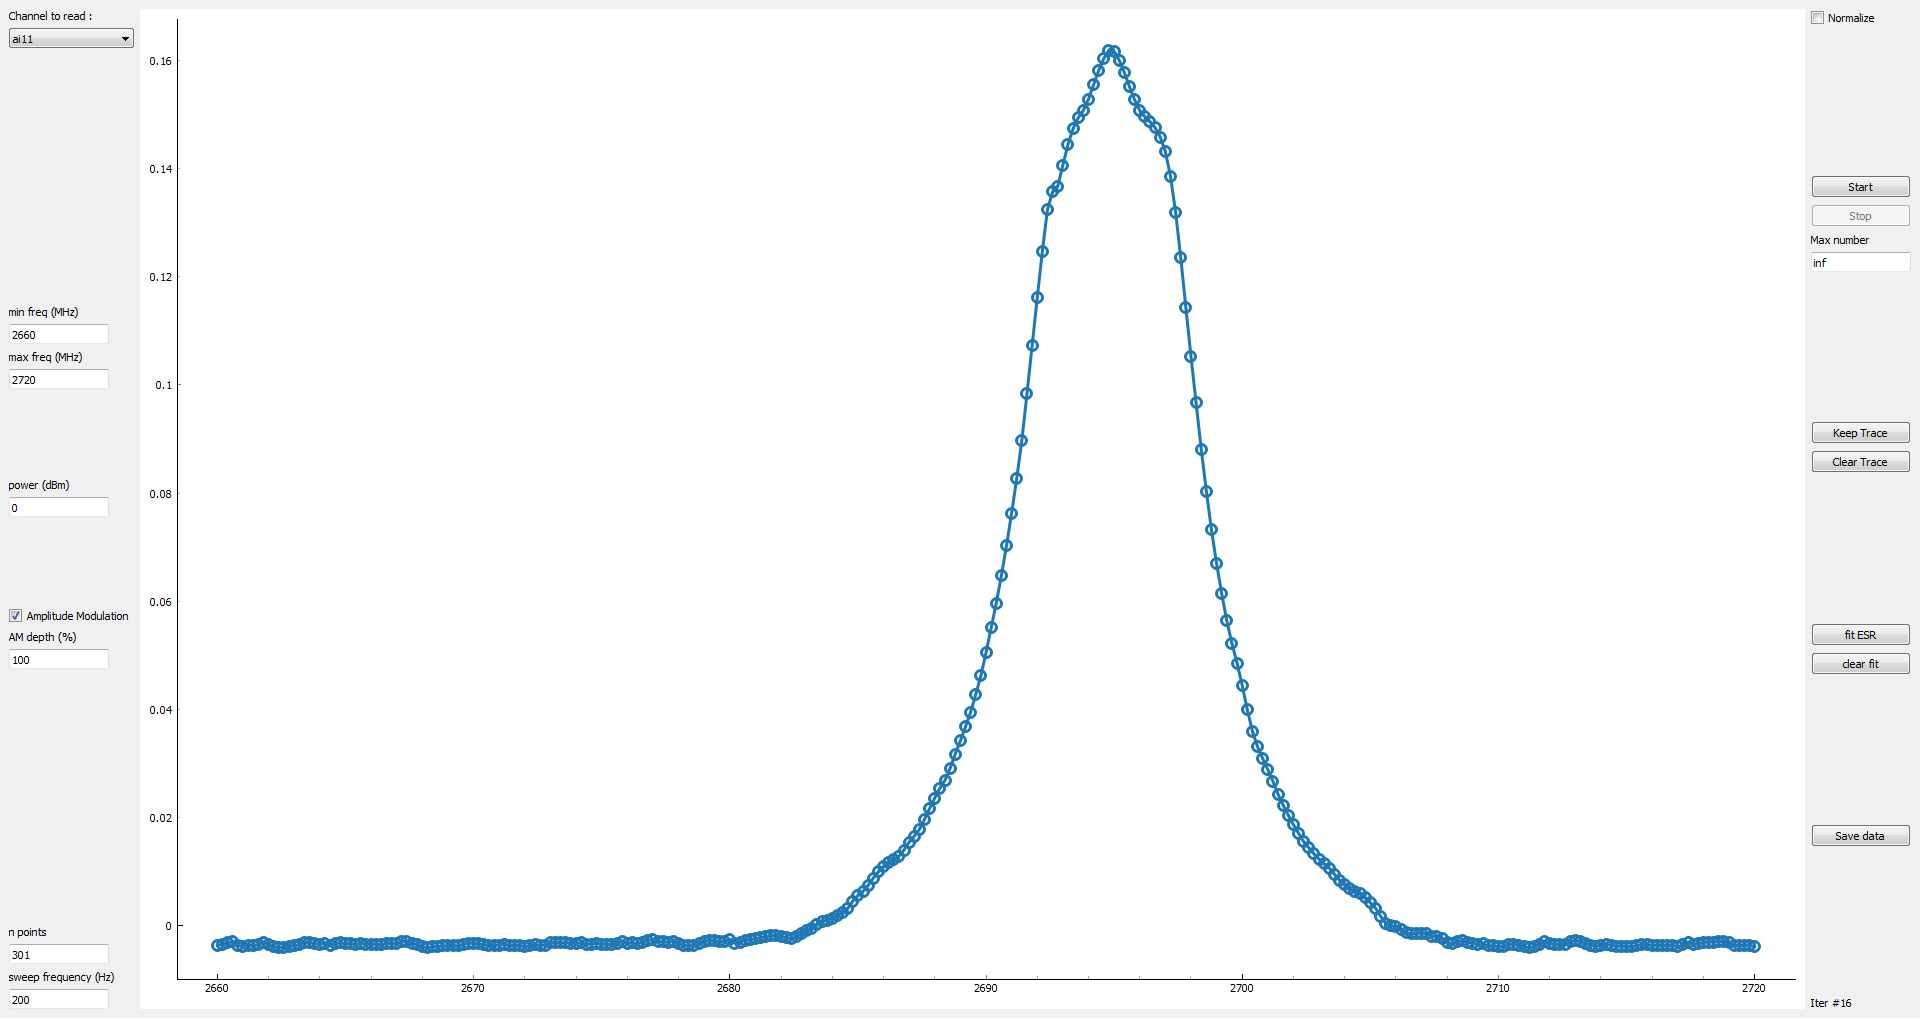 Channel to read :
ai11
min freq (MHz)
2660
max freq (MHz)
2720
power (dBm)
0
Amplitude Modulation
AM depth (%)
100
n points
301
sweep frequency (Hz)
200
0.16
0.14
0.12
0.1
0.08
0.06
0.04
0.02
0
2660
2670
2680
2690
2700
2710
2720
Normalize
Start
Stop
Max number
inf
Keep Trace
Clear Trace
fit ESR
clear fit
Save data
Iter #16